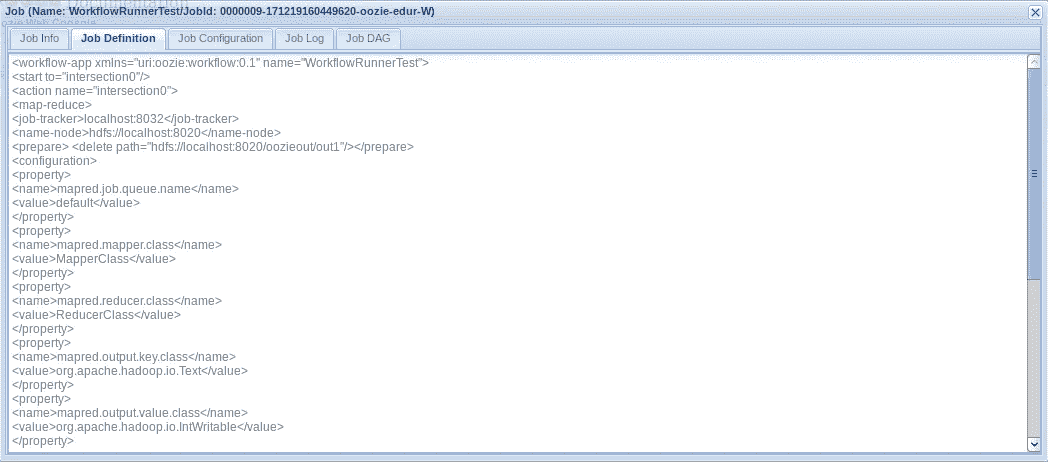 Documentation
Oozie Web Console
Job (Name: WorkflowRunnerTest/JobId: 0000009-171219160449620-oozie-edur-W)
Job Info
Job Definition
Job Configuration
Job Log
Job DAG
<workflow-app xmlns="uri:oozie:workflow:0.1" name="WorkflowRunnerTest">
<start to="intersection0"/>
<action name="intersection0">
<map-reduce>
<job-tracker>localhost:8032</job-tracker>
<name-node>hdfs://localhost:8020</name-node>
<prepare> <delete path="hdfs://localhost:8020/oozieout/out1"/></prepare>
<configuration>
<property>
<name>mapred.job.queue.name</name>
<value>default</value>
</property>
<property>
<name>mapred.mapper.class</name>
<value>MapperClass</value>
</property>
<property>
<name>mapred.reducer.class</name>
<value>ReducerClass</value>
</property>
<property>
<name>mapred.output.key.class</name>
<value>org.apache.hadoop.io.Text</value>
</property>
<property>
<name>mapred.output.value.class</name>
<value>org.apache.hadoop.io.IntWritable</value>
</property>